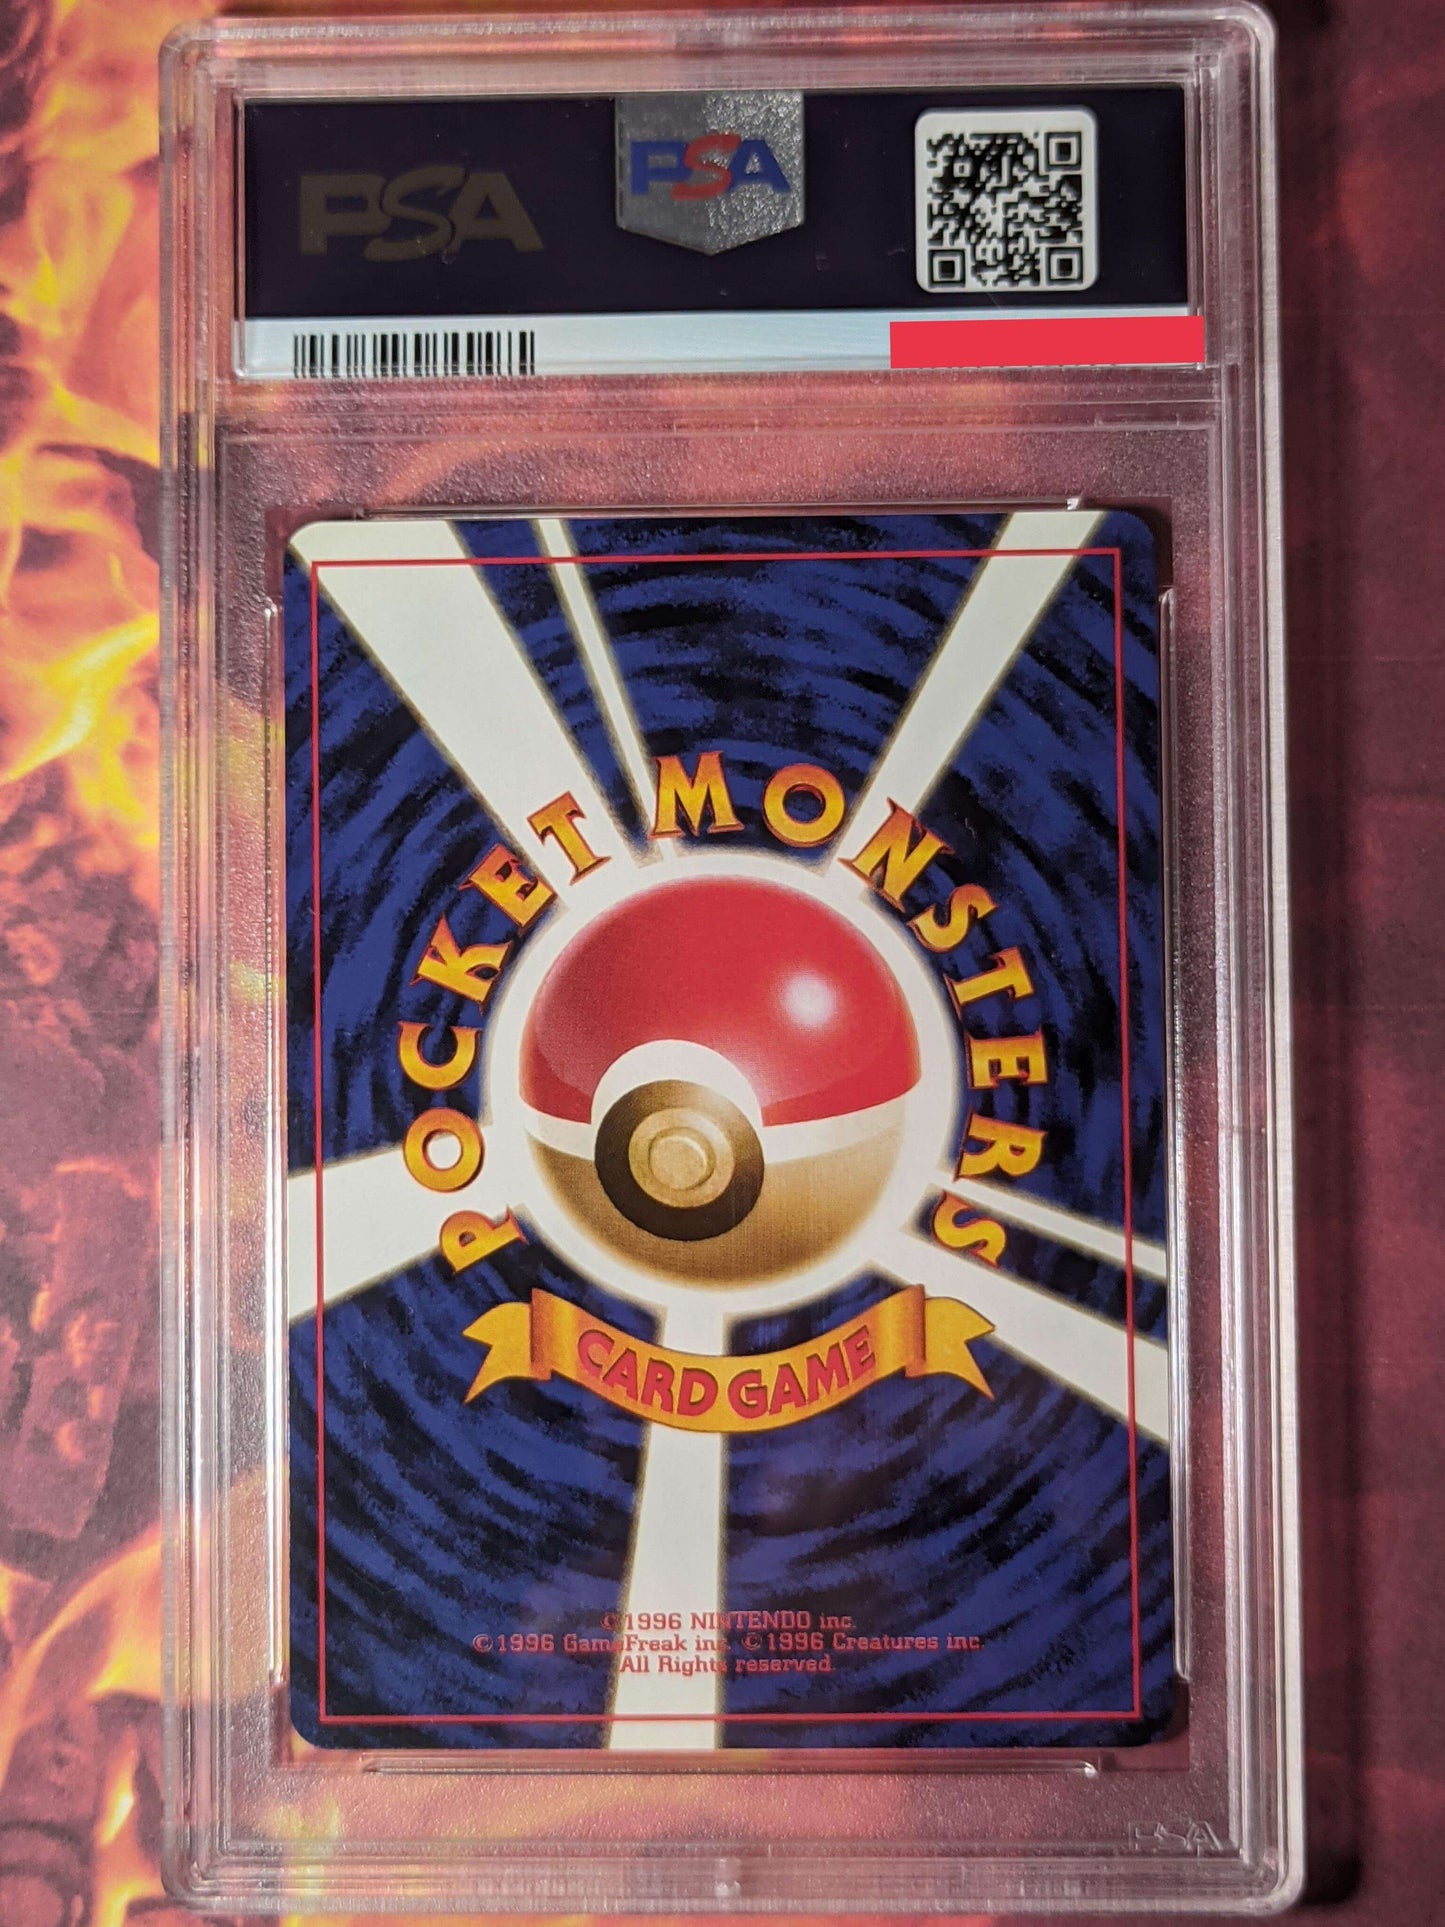 PSA
PSA
POCKET MONSTERS
CARD GAME
©1996 NINTENDO inc.
©1996 GameFreak inc. ©1996 Creatures inc.
All Rights reserved.
PSA